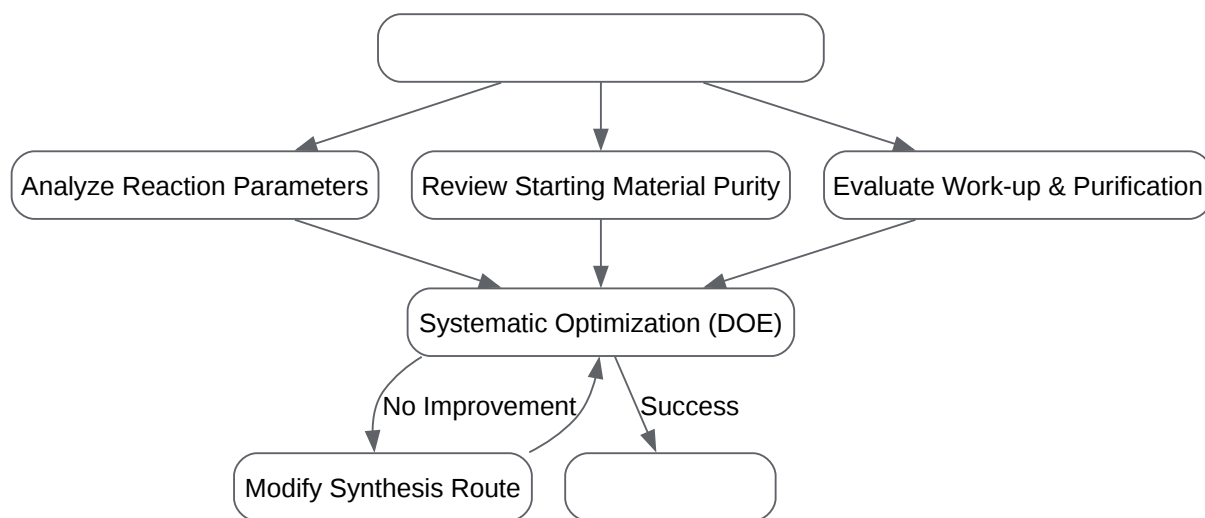 Analyze Reaction Parameters
Review Starting Material Purity
Evaluate Work-up & Purification
Systematic Optimization (DOE)
No Improvement
Success
Modify Synthesis Route